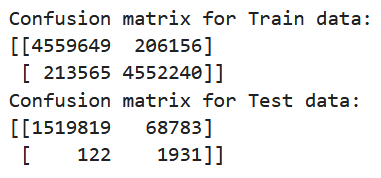 Confusion matrix for Train data:
[[4559649  206156]
 [ 213565 4552240]]
Confusion matrix for Test data:
[[1519819   68783]
 [    122    1931]]